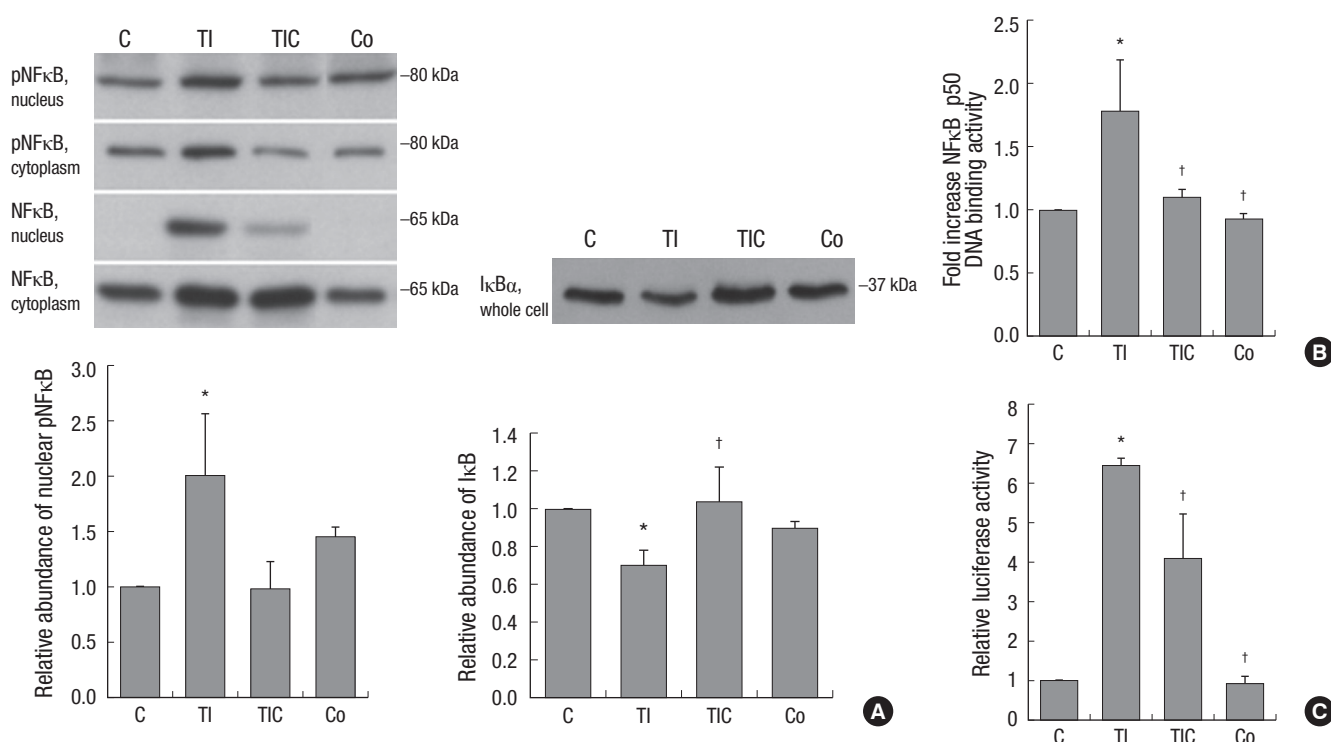 C TI TIC Co
pNFκB,
nucleus
–80 kDa
pNFκB,
cytoplasm
–80 kDa
NFκB,
nucleus
–65 kDa
NFκB,
cytoplasm
–65 kDa
C TI TIC Co
IκBα,
whole cell
–37 kDa
Fold increase NFκB p50
DNA binding activity
2.5
2.0
1.5
1.0
0.5
0.0
*
†
†
C TI TIC Co
B
Relative abundance of nuclear pNFκB
3.0
2.5
2.0
1.5
1.0
0.5
0.0
*
C TI TIC Co
Relative abundance of IκB
1.4
1.2
1.0
0.8
0.6
0.4
0.2
0.0
*
†
C TI TIC Co
A
Relative luciferase activity
8
7
6
5
4
3
2
1
0
*
†
†
C TI TIC Co
C